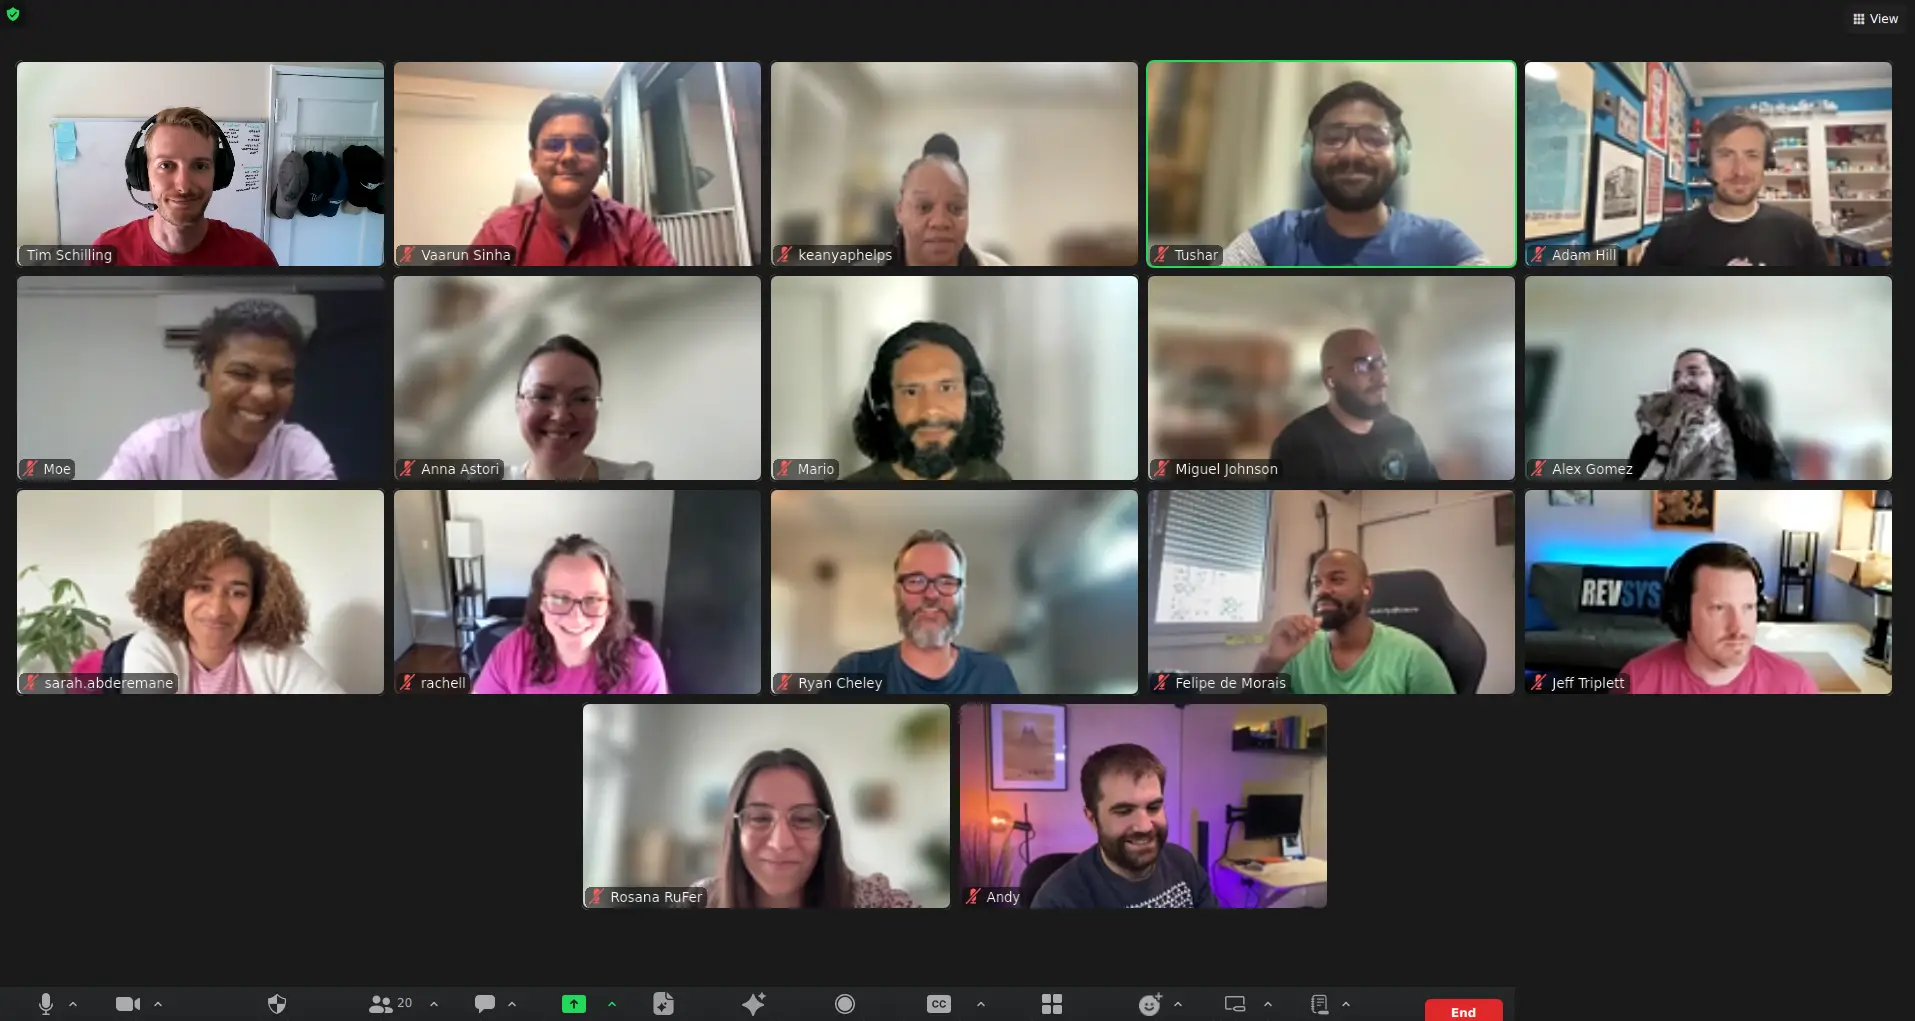 View
Tim Schilling
Vaarun Sinha
keanyaphelps
Tushar
Adam Hill
Moe
Anna Astori
Mario
Miguel Johnson
Alex Gomez
sarah.abderemane
rachell
Ryan Cheley
Felipe de Morais
REVSYS
Jeff Triplett
Rosana RuFer
Andy
20
CC
End